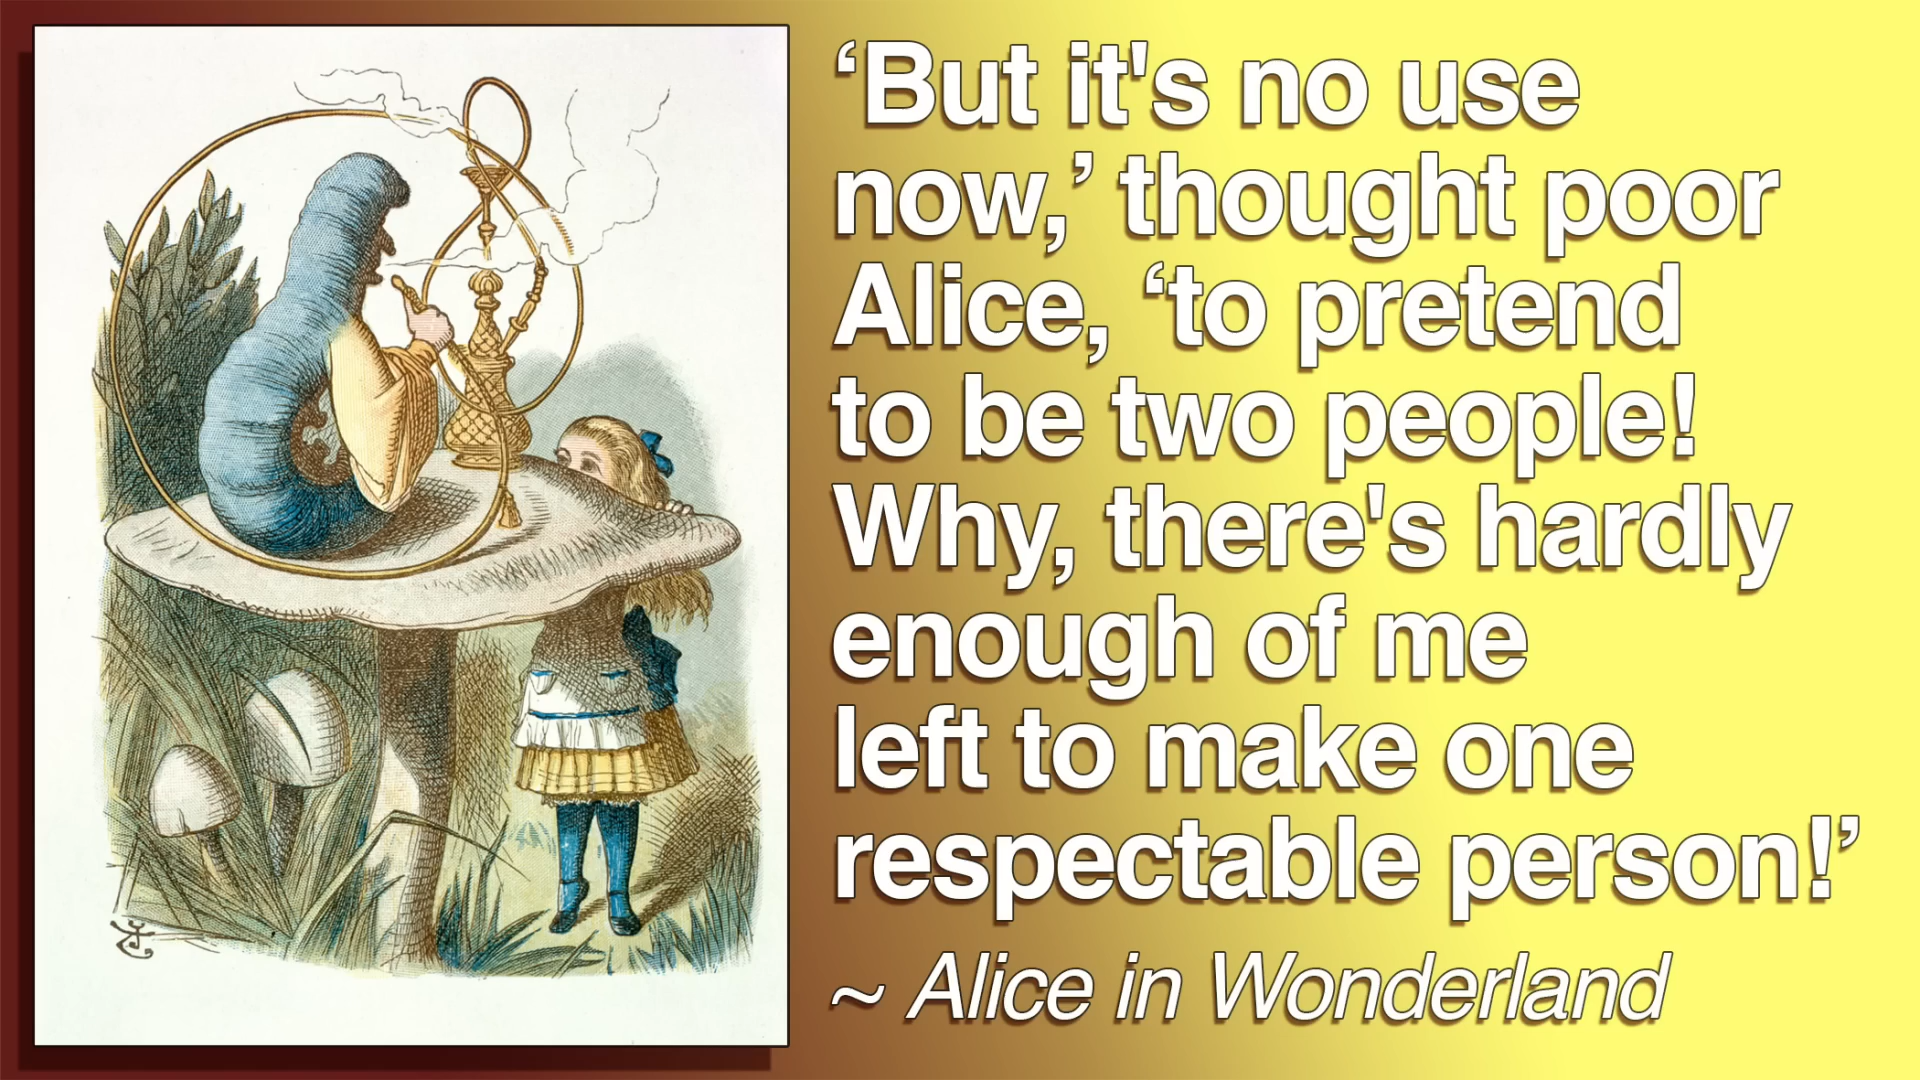 ‘But it's no use
now,’ thought poor
Alice, ‘to pretend
to be two people!
Why, there's hardly
enough of me
left to make one
respectable person!’
~ Alice in Wonderland